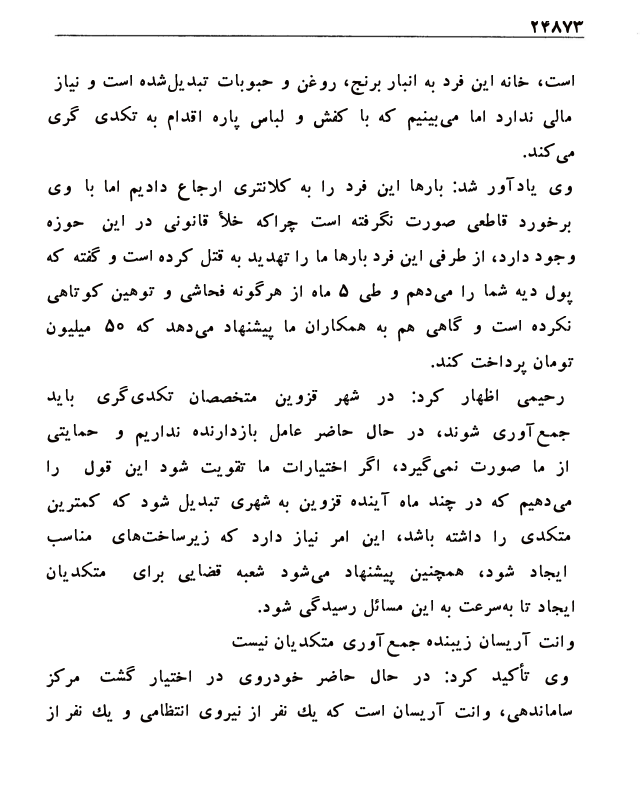 ۲۴۸۷۳
است، خانه این فرد به انبار برنج، روغن و حبوبات تبدیل‌شده است و نیاز
مالی ندارد اما می‌بینیم که با کفش و لباس پاره اقدام به تکدی گری
می‌کند.
وی یادآور شد: بارها این فرد را به کلانتری ارجاع دادیم اما با وی
برخورد قاطعی صورت نگرفته است چراکه خلأ قانونی در این حوزه
وجود دارد، از طرفی این فرد بارها ما را تهدید به قتل کرده است و گفته که
پول دیه شما را می‌دهم و طی ۵ ماه از هرگونه فحاشی و توهین کوتاهی
نکرده است و گاهی هم به همکاران ما پیشنهاد می‌دهد که ۵۰ میلیون
تومان پرداخت کند.
رحیمی اظهار کرد: در شهر قزوین متخصصان تکدی‌گری باید
جمع‌آوری شوند، در حال حاضر عامل بازدارنده نداریم و حمایتی
از ما صورت نمی‌گیرد، اگر اختیارات ما تقویت شود این قول را
می‌دهیم که در چند ماه آینده قزوین به شهری تبدیل شود که کمترین
متکدی را داشته باشد، این امر نیاز دارد که زیرساخت‌های مناسب
ایجاد شود، همچنین پیشنهاد می‌شود شعبه قضایی برای متکدیان
ایجاد تا به‌سرعت به این مسائل رسیدگی شود.
وانت آریسان زیبنده جمع‌آوری متکدیان نیست
وی تأکید کرد: در حال حاضر خودروی در اختیار گشت مرکز
ساماندهی، وانت آریسان است که یك نفر از نیروی انتظامی و یك نفر از